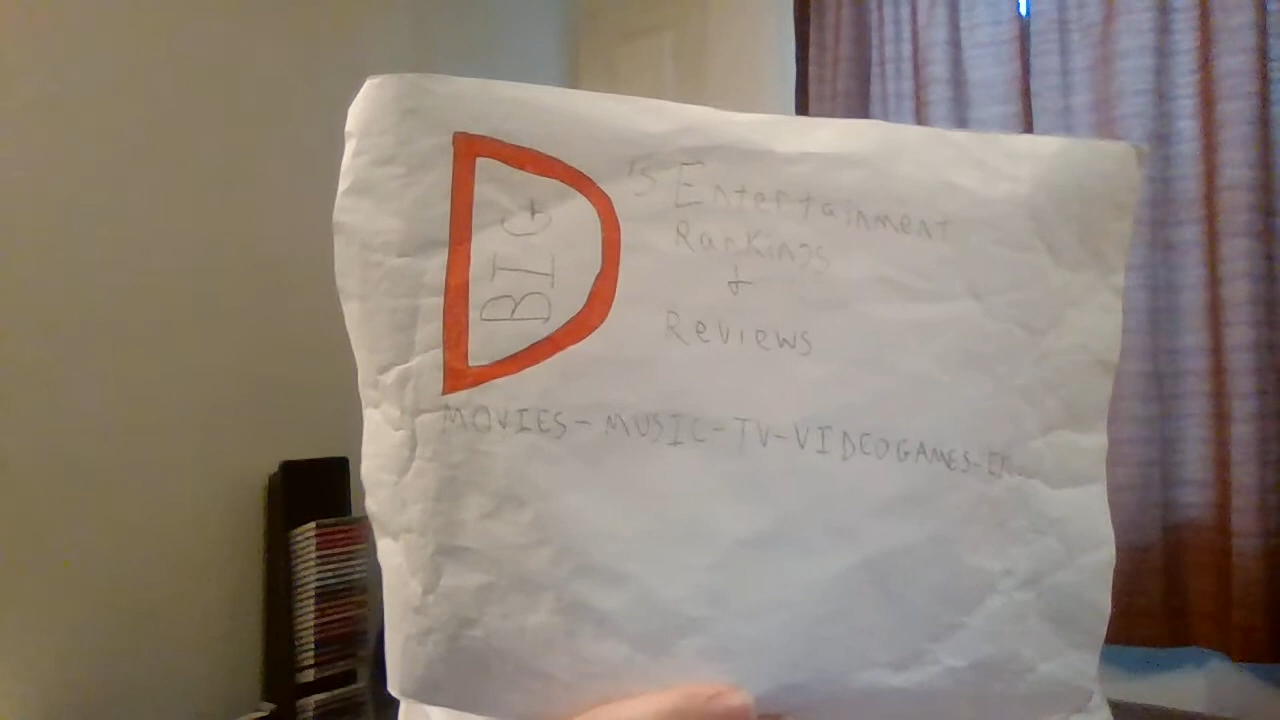 BIG D's Entertainment
Rankings
+
Reviews
MOVIES-MUSIC-TV-VIDEOGAMES-